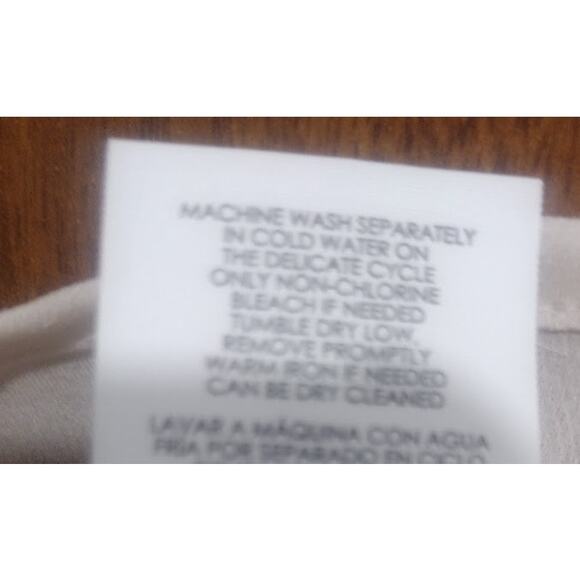 MACHINE WASH SEPARATELY
IN COLD WATER ON
THE DELICATE CYCLE
ONLY NON-CHLORINE
BLEACH IF NEEDED
TUMBLE DRY LOW,
REMOVE PROMPTLY
WARM IRON IF NEEDED
CAN BE DRY CLEANED
LAVAR A MÁQUINA CON AGUA
FRÍA POR SEPARADO EN CICLO